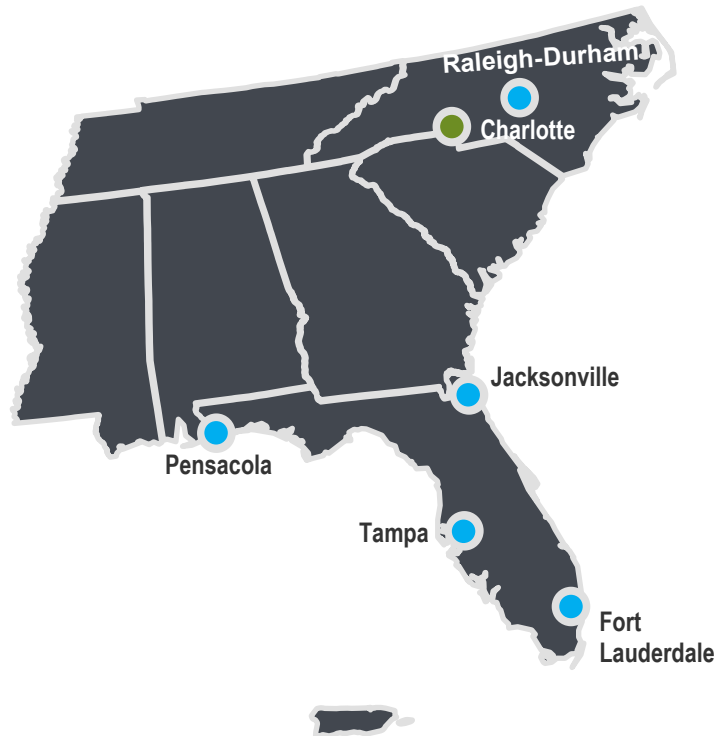 Raleigh-Durham
Charlotte
Jacksonville
Pensacola
Tampa
Fort
Lauderdale